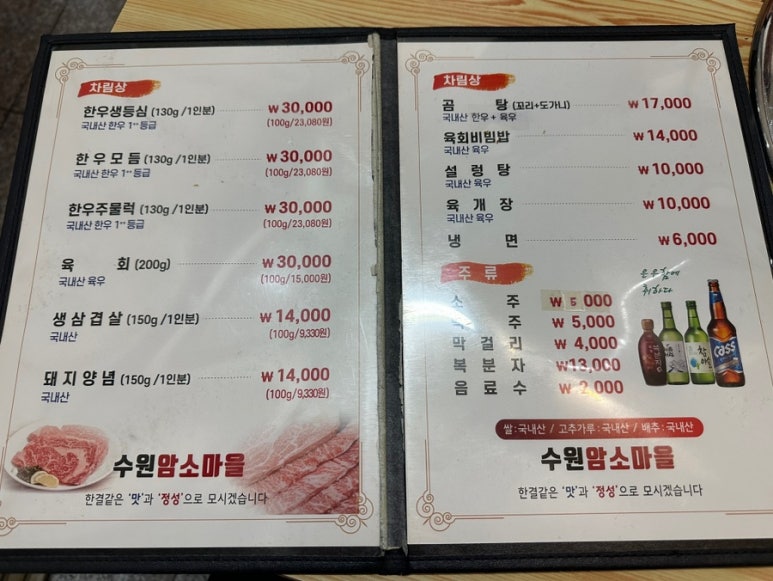 차림상
한우생등심 (130g /1인분) ₩ 30,000
국내산 한우 1++ 등급 (100g/23,080원)
한우모듬 (130g /1인분) ₩ 30,000
국내산 한우 1++ 등급 (100g/23,080원)
한우주물럭 (130g /1인분) ₩ 30,000
국내산 한우 1++ 등급 (100g/23,080원)
육 회 (200g) ₩ 30,000
국내산 육우 (100g/15,000원)
생삼겹살 (150g /1인분) ₩ 14,000
국내산 (100g/9,330원)
돼지양념 (150g /1인분) ₩ 14,000
국내산 (100g/9,330원)
수원암소마을
한결같은 '맛'과 '정성'으로 모시겠습니다
차림상
곰 탕 (꼬리+도가니) ₩ 17,000
국내산 한우 + 육우
육회비빔밥 ₩ 14,000
국내산 육우
설렁탕 ₩ 10,000
국내산 육우
육개장 ₩ 10,000
국내산 육우
냉 면 ₩ 6,000
주 류
소 주 ₩ 5 000
주 ₩ 5,000
막걸리 ₩ 4,000
복분자 ₩13,000
음료수 ₩ 2,000
취하다
cass
쌀:국내산 / 고추가루:국내산 / 배추:국내산
수원암소마을
한결같은 '맛'과 '정성'으로 모시겠습니다